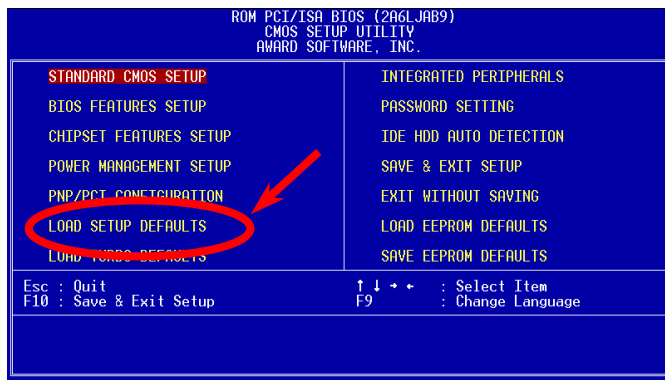 ROM PCI/ISA BIOS (2A6LJAB9)
CMOS SETUP UTILITY
AWARD SOFTWARE, INC.
STANDARD CMOS SETUP
BIOS FEATURES SETUP
CHIPSET FEATURES SETUP
POWER MANAGEMENT SETUP
PNP/PCI CONFIGURATION
LOAD SETUP DEFAULTS
LOAD TURBO DEFAULTS
INTEGRATED PERIPHERALS
PASSWORD SETTING
IDE HDD AUTO DETECTION
SAVE & EXIT SETUP
EXIT WITHOUT SAVING
LOAD EEPROM DEFAULTS
SAVE EEPROM DEFAULTS
Esc : Quit
F10 : Save & Exit Setup
↑ ↓ → ← : Select Item
F9 : Change Language